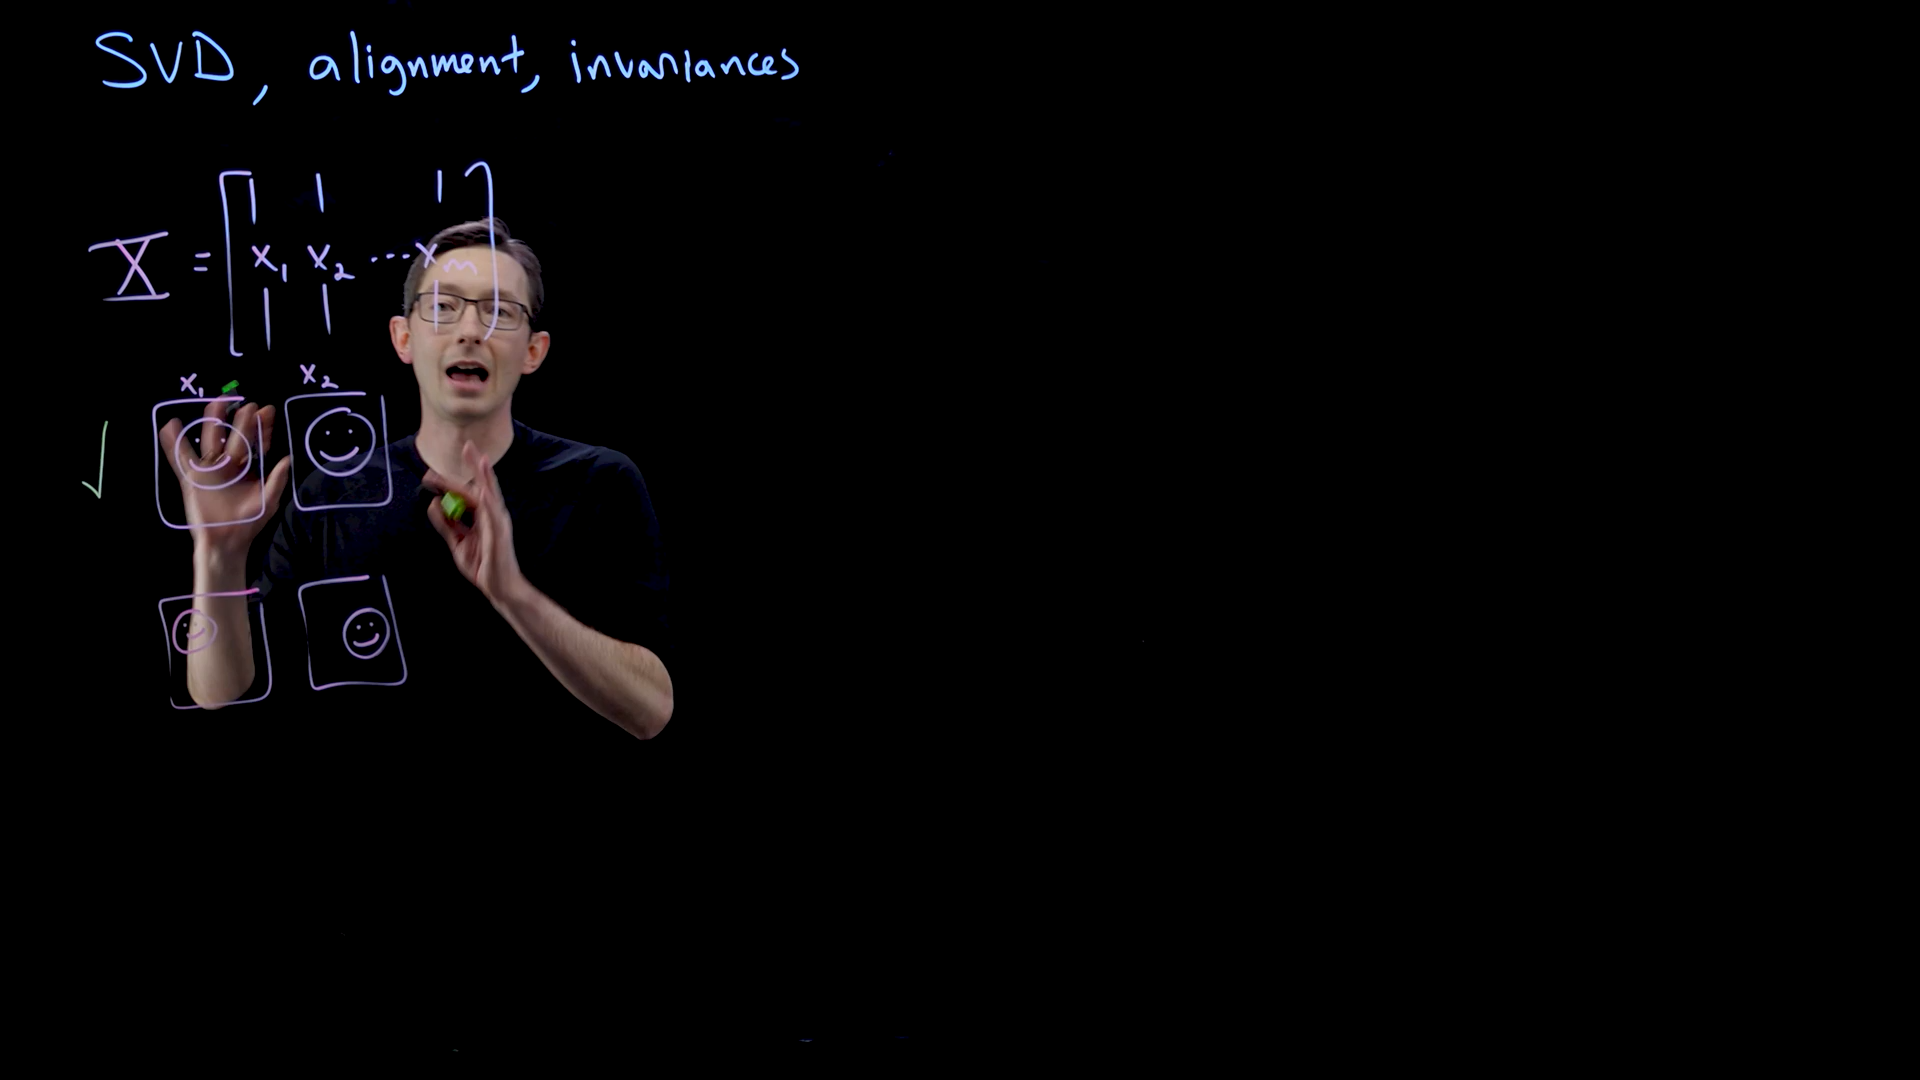 SVD, alignment, invariances
X = [ x₁ x₂ ... xₘ ]
x₁ x₂